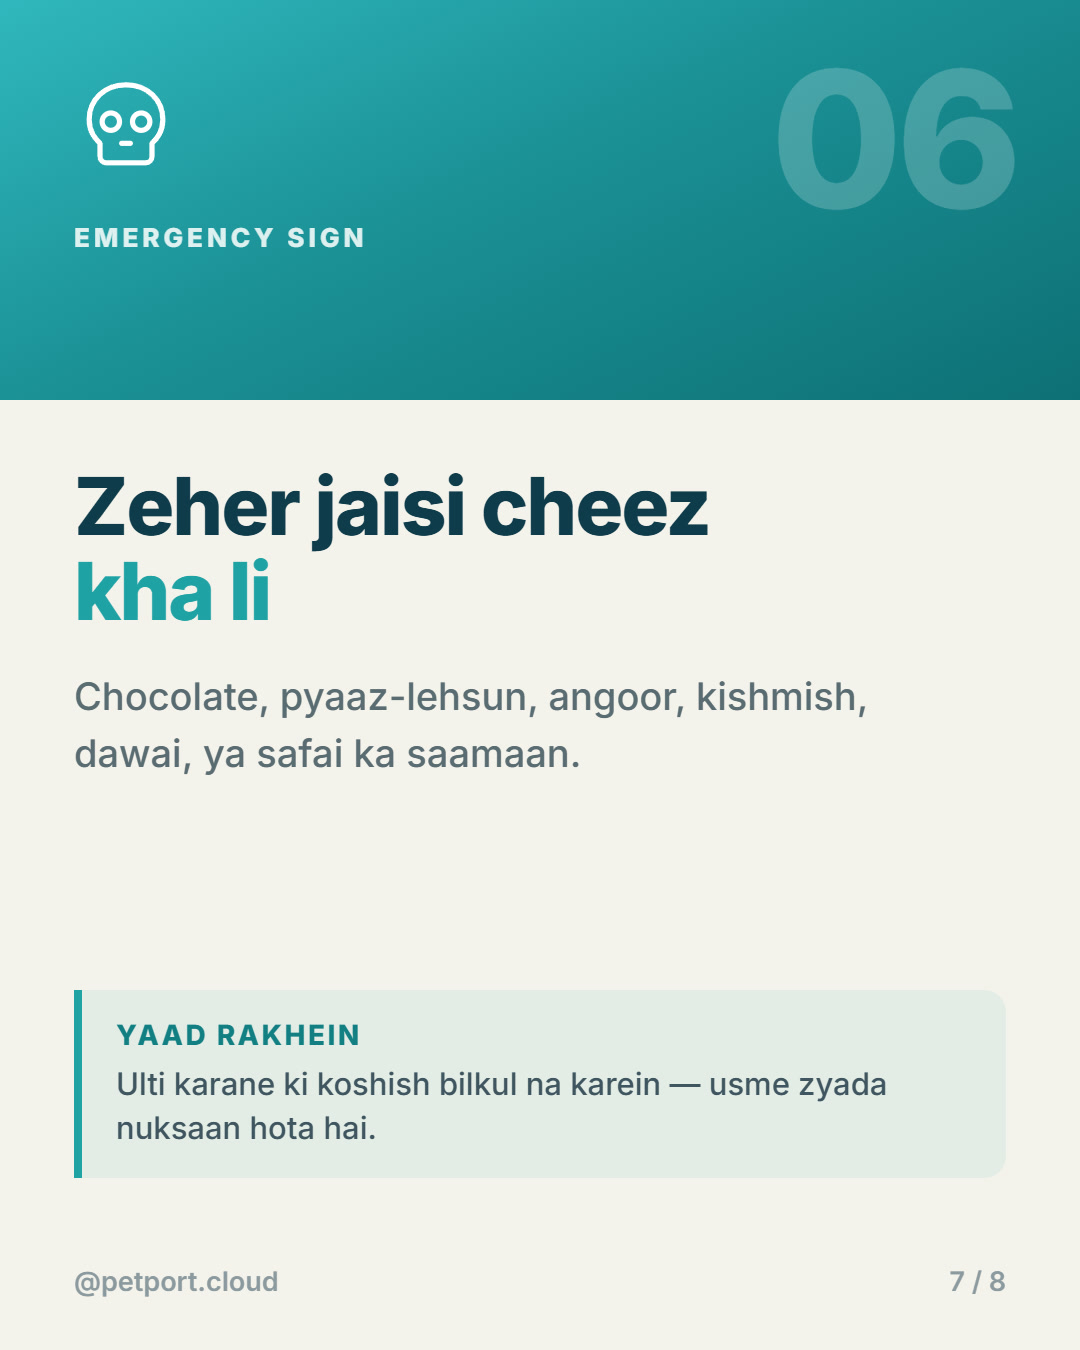 06
EMERGENCY SIGN
Zeher jaisi cheez
kha li
Chocolate, pyaaz-lehsun, angoor, kishmish,
dawai, ya safai ka saamaan.
YAAD RAKHEIN
Ulti karane ki koshish bilkul na karein — usme zyada
nuksaan hota hai.
@petport.cloud
7 / 8